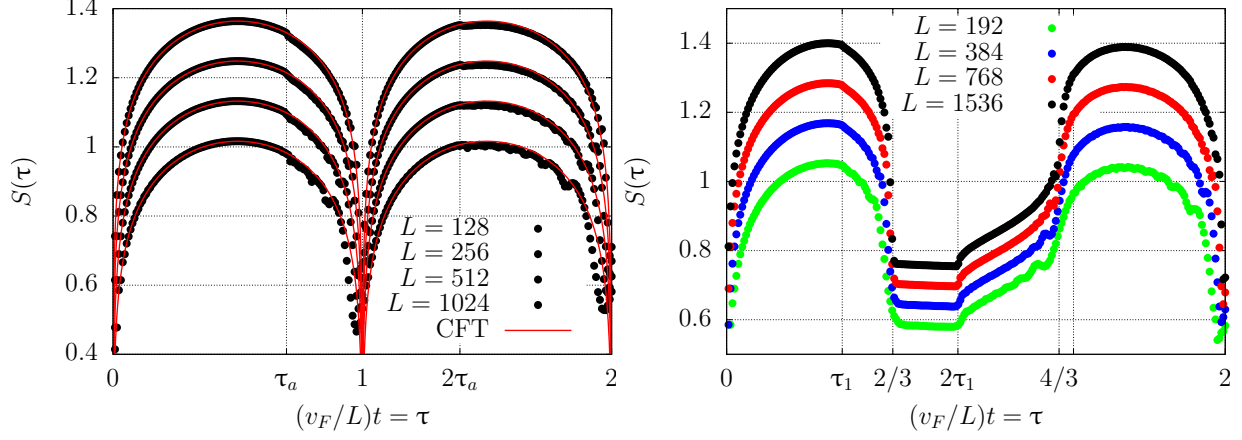 1.4
1.2
1
0.8
0.6
0.4
S(τ)
L = 128
L = 256
L = 512
L = 1024
CFT
0 τₐ 1 2τₐ 2
(v_F/L)t = τ
1.4
1.2
1
0.8
0.6
S(τ)
L = 192
L = 384
L = 768
L = 1536
0 τ₁ 2/3 2τ₁ 4/3 2
(v_F/L)t = τ